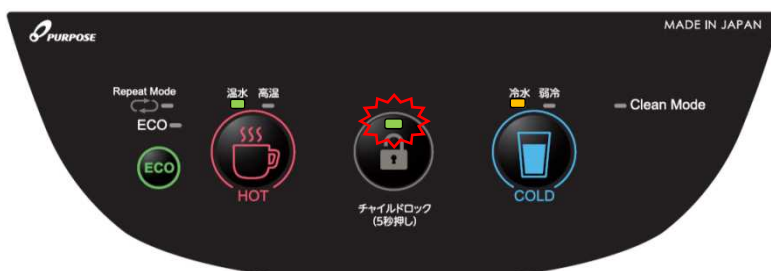 PURPOSE
MADE IN JAPAN
Repeat Mode
ECO
ECO
温水 高温
HOT
チャイルドロック
(5秒押し)
冷水 弱冷
COLD
Clean Mode